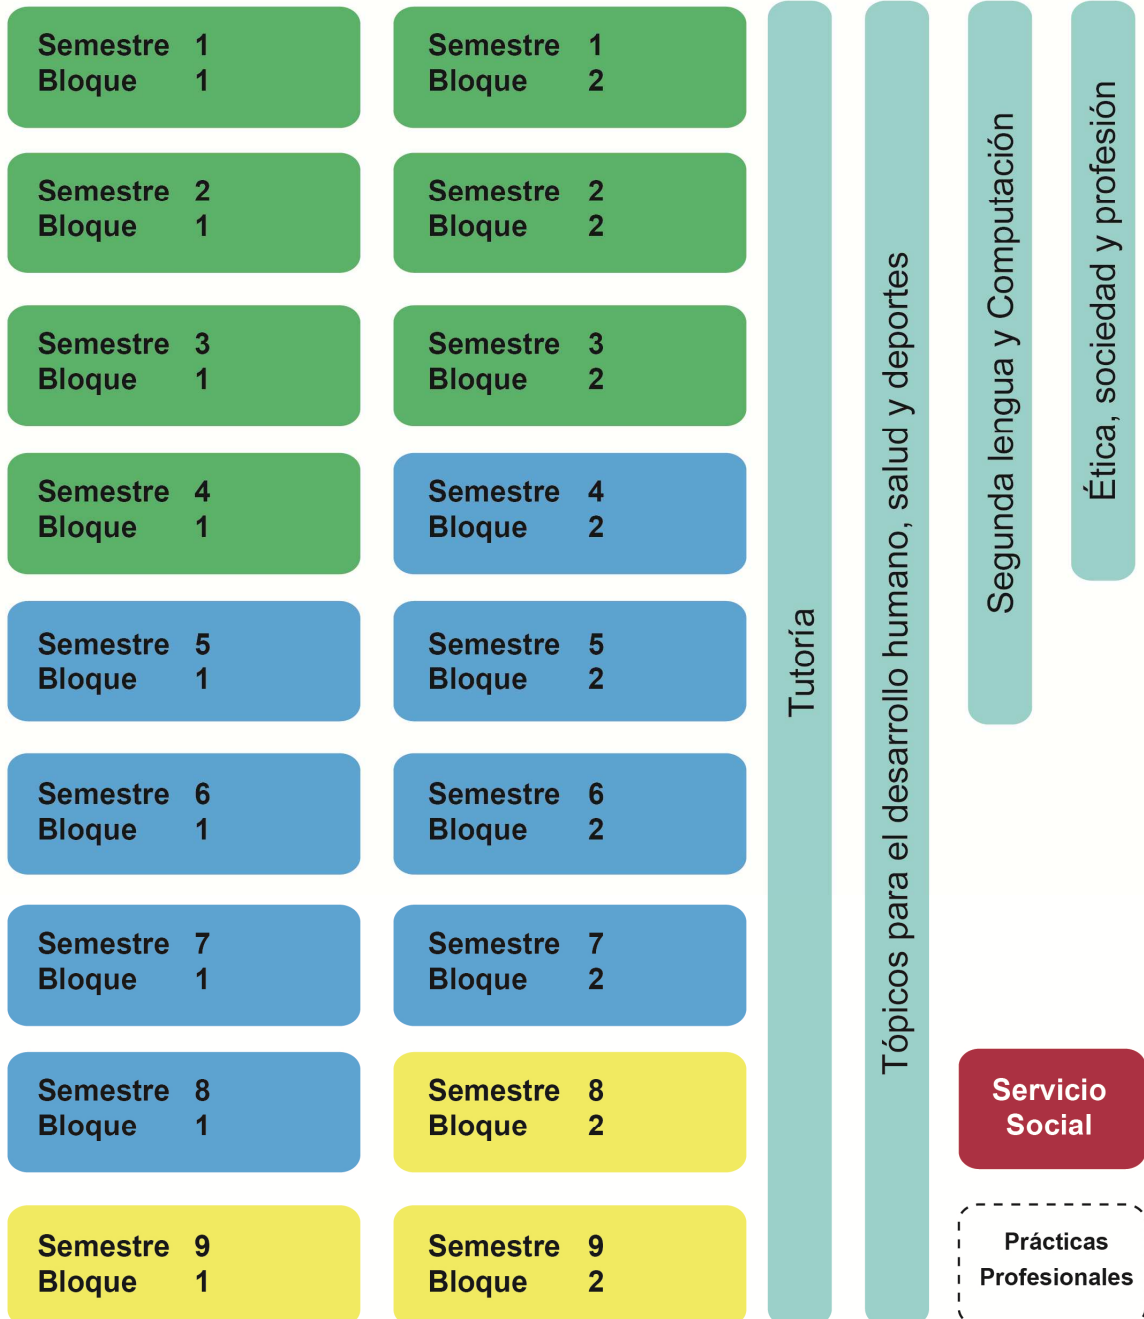 Semestre 1
Bloque 1
Semestre 1
Bloque 2
Semestre 2
Bloque 1
Semestre 2
Bloque 2
Semestre 3
Bloque 1
Semestre 3
Bloque 2
Semestre 4
Bloque 1
Semestre 4
Bloque 2
Semestre 5
Bloque 1
Semestre 5
Bloque 2
Semestre 6
Bloque 1
Semestre 6
Bloque 2
Semestre 7
Bloque 1
Semestre 7
Bloque 2
Semestre 8
Bloque 1
Semestre 8
Bloque 2
Semestre 9
Bloque 1
Semestre 9
Bloque 2
Tutoría
Tópicos para el desarrollo humano, salud y deportes
Segunda lengua y Computación
Ética, sociedad y profesión
Servicio
Social
Prácticas
Profesionales